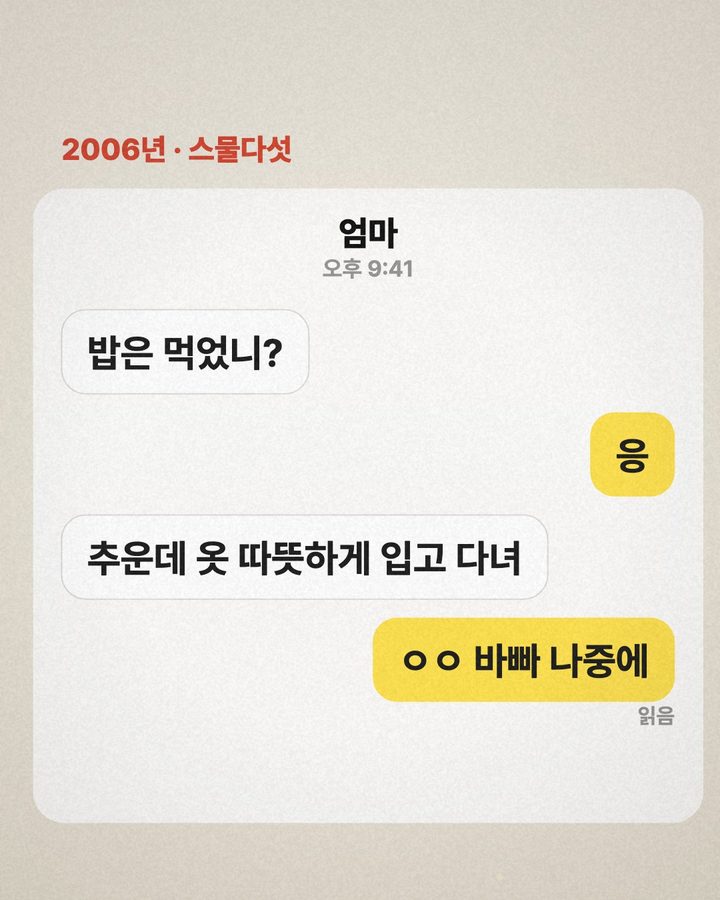 2006년 · 스물다섯
엄마
오후 9:41
밥은 먹었니?
응
추운데 옷 따뜻하게 입고 다녀
ㅇㅇ 바빠 나중에
읽음